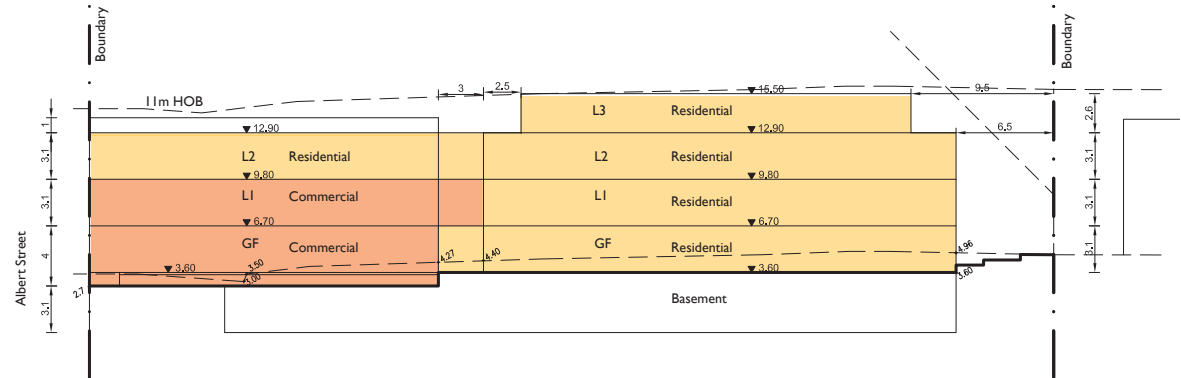 Boundary
Boundary
11m HOB
3
2.5
15.50
9.5
L3 Residential
2.6
1
12.90
12.90
6.5
3.1
L2 Residential
L2 Residential
3.1
9.80
9.80
3.1
L1 Commercial
L1 Residential
3.1
6.70
6.70
4
GF Commercial
GF Residential
3.1
4.27
4.40
4.96
3.60
3.50
3.00
3.60
3.60
2.7
Albert Street
3.1
Basement